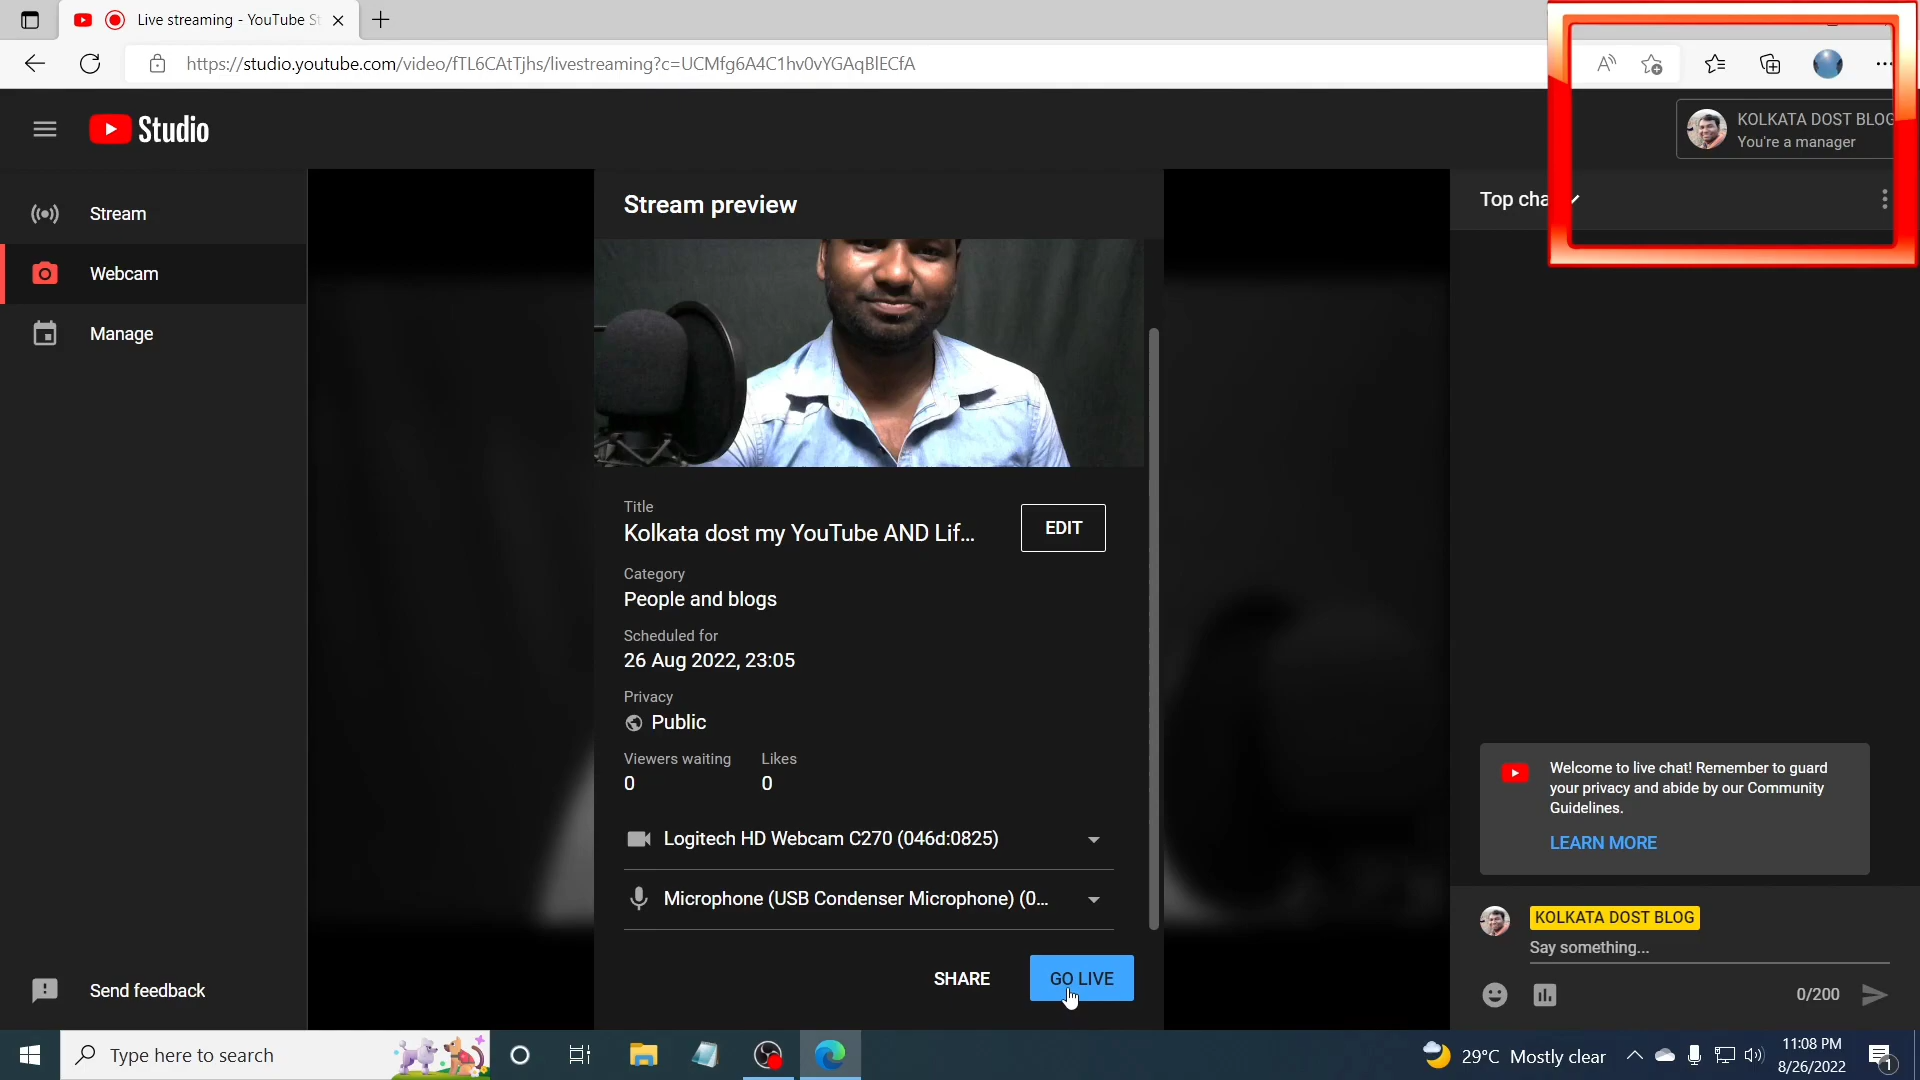 Live streaming - YouTube S
https://studio.youtube.com/video/fTL6CAtTjhs/livestreaming?c=UCMfg6A4C1hv0vYGAqBlECfA
Studio
KOLKATA DOST BLOG
You're a manager
Stream
Webcam
Manage
Send feedback
Stream preview
Title
Kolkata dost my YouTube AND Lif...
EDIT
Category
People and blogs
Scheduled for
26 Aug 2022, 23:05
Privacy
Public
Viewers waiting
Likes
0
0
Logitech HD Webcam C270 (046d:0825)
Microphone (USB Condenser Microphone) (0...
SHARE
GO LIVE
Top cha
Welcome to live chat! Remember to guard
your privacy and abide by our Community
Guidelines.
LEARN MORE
KOLKATA DOST BLOG
Say something...
0/200
Type here to search
29°C Mostly clear
11:08 PM
8/26/2022
1